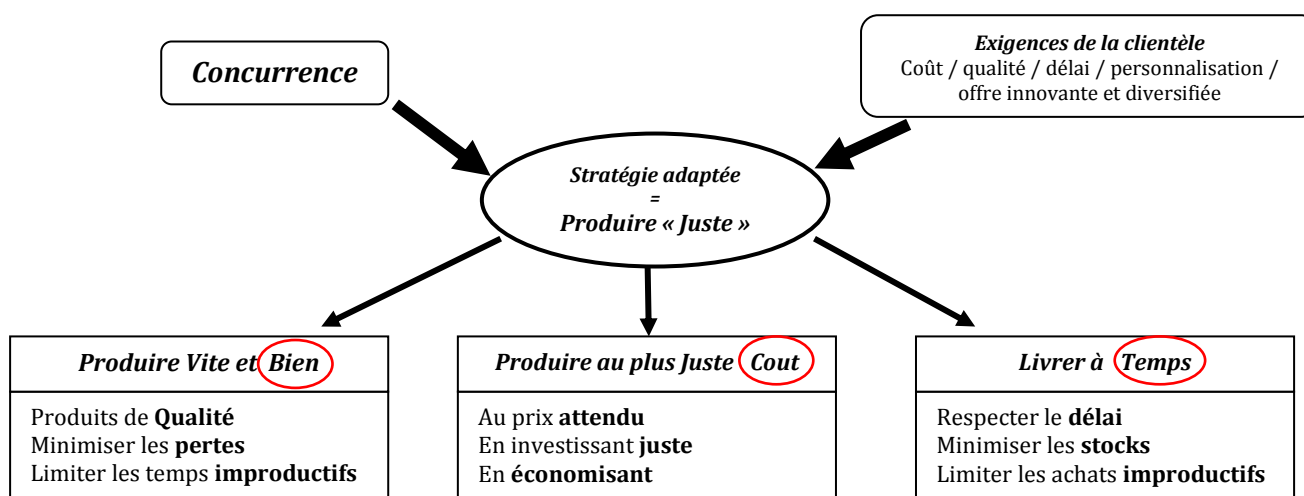 Concurrence
Exigences de la clientèle
Coût / qualité / délai / personnalisation /
offre innovante et diversifiée
Stratégie adaptée
=
Produire « Juste »
Produire Vite et Bien
Produits de Qualité
Minimiser les pertes
Limiter les temps improductifs
Produire au plus Juste Cout
Au prix attendu
En investissant juste
En économisant
Livrer à Temps
Respecter le délai
Minimiser les stocks
Limiter les achats improductifs